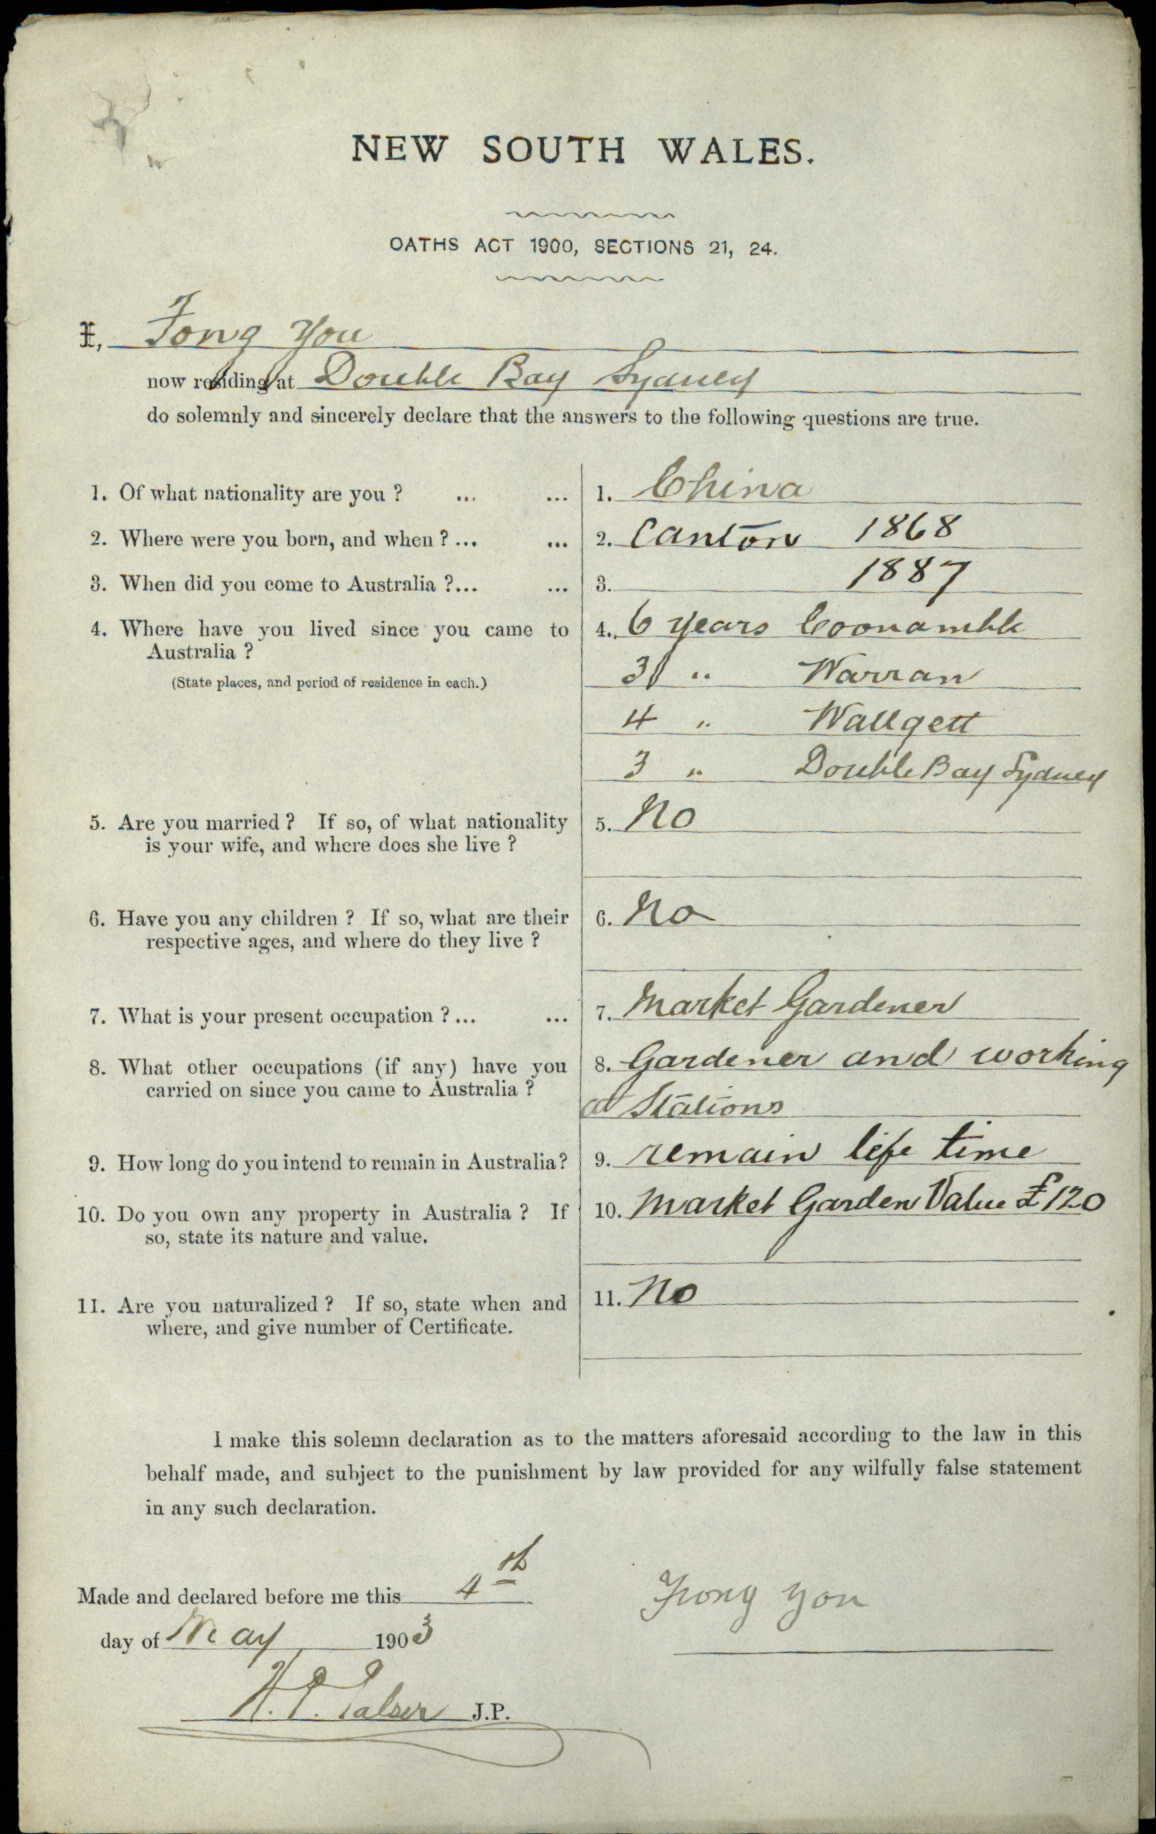 NEW SOUTH WALES.
OATHS ACT 1900, SECTIONS 21, 24.
I, Fong You
now residing at Double Bay Sydney
do solemnly and sincerely declare that the answers to the following questions are true.
1. Of what nationality are you ? ... ... 1. China
2. Where were you born, and when ? ... ... 2. Canton 1868
3. When did you come to Australia ?... ... 3. 1887
4. Where have you lived since you came to 4. 6 years Coonamble
Australia ?
(State places, and period of residence in each.) 3 " Warran
4 " Wallgett
3 " Double Bay Sydney
5. Are you married ? If so, of what nationality 5. No
is your wife, and where does she live ?
6. Have you any children ? If so, what are their 6. No
respective ages, and where do they live ?
7. What is your present occupation ? ... ... 7. Market Gardener
8. What other occupations (if any) have you 8. Gardener and working
carried on since you came to Australia ? at Stations
9. How long do you intend to remain in Australia? 9. remain life time
10. Do you own any property in Australia ? If 10. Market Garden Value £120
so, state its nature and value.
11. Are you naturalized ? If so, state when and 11. No
where, and give number of Certificate.
I make this solemn declaration as to the matters aforesaid according to the law in this
behalf made, and subject to the punishment by law provided for any wilfully false statement
in any such declaration.
Made and declared before me this 4th
Fong You
day of May 1903
H. J.P.